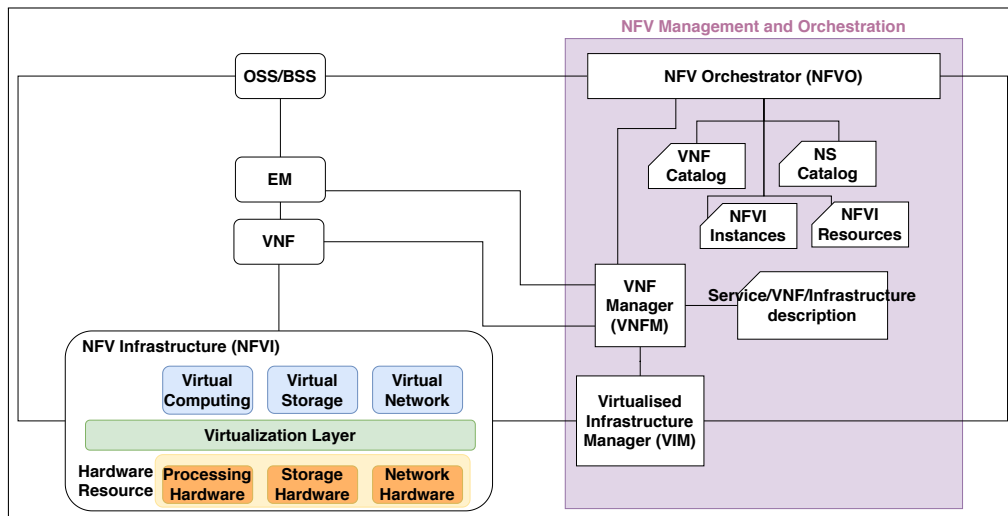 NFV Management and Orchestration
OSS/BSS
NFV Orchestrator (NFVO)
VNF
Catalog
NS
Catalog
EM
NFVI
Instances
NFVI
Resources
VNF
VNF
Manager
(VNFM)
Service/VNF/Infrastructure
description
NFV Infrastructure (NFVI)
Virtual
Computing
Virtual
Storage
Virtual
Network
Virtualization Layer
Virtualised
Infrastructure
Manager (VIM)
Hardware
Resource
Processing
Hardware
Storage
Hardware
Network
Hardware